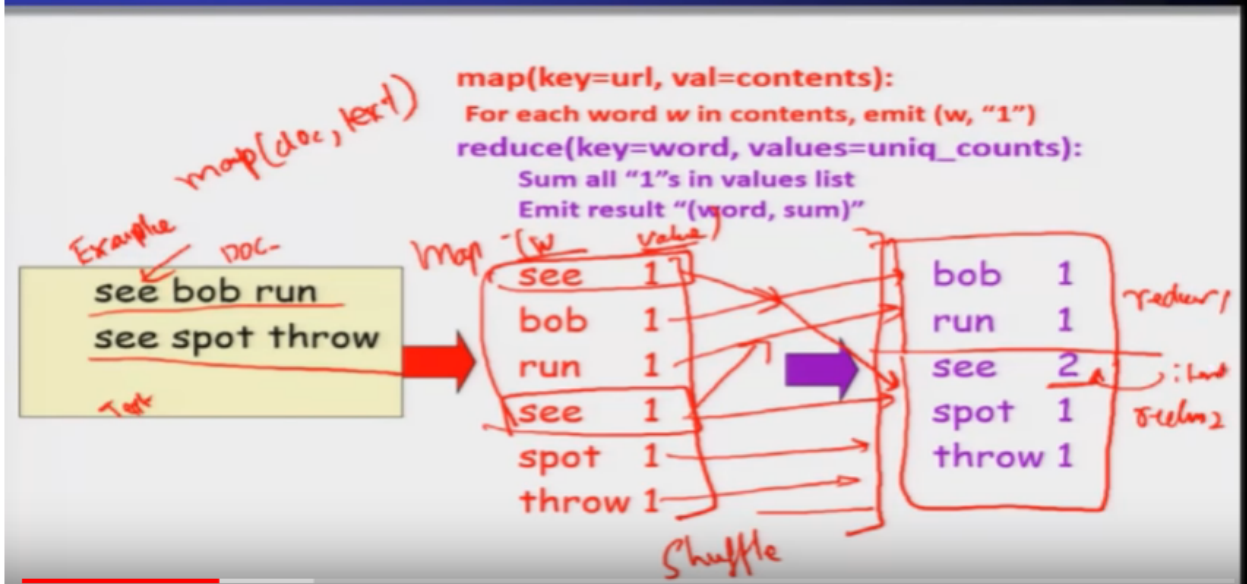 map(key=url, val=contents):
For each word w in contents, emit (w, “1”)
reduce(key=word, values=uniq_counts):
Sum all “1”s in values list
Emit result “(word, sum)”
map(doc, text)
Example
DOC
see bob run
see spot throw
Text
Map (w value)
see 1
bob 1
run 1
see 1
spot 1
throw 1
Shuffle
bob 1
run 1
see 2
spot 1
throw 1